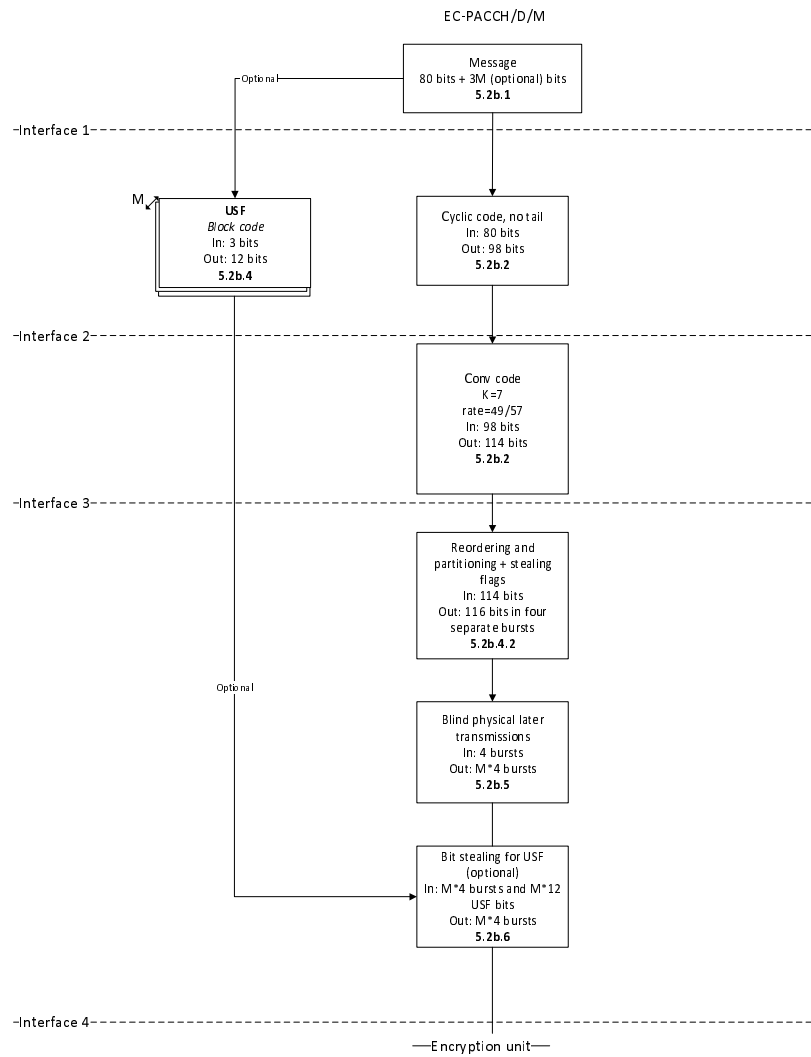 EC-PACCH/D/M
Message
80 bits + 3M (optional) bits
5.2b.1
Optional
Interface 1
M
USF
Block code
In: 3 bits
Out: 12 bits
5.2b.4
Cyclic code, no tail
In: 80 bits
Out: 98 bits
5.2b.2
Interface 2
Conv code
K=7
rate=49/57
In: 98 bits
Out: 114 bits
5.2b.2
Interface 3
Reordering and
partitioning + stealing
flags
In: 114 bits
Out: 116 bits in four
separate bursts
5.2b.4.2
Optional
Blind physical later
transmissions
In: 4 bursts
Out: M*4 bursts
5.2b.5
Bit stealing for USF
(optional)
In: M*4 bursts and M*12
USF bits
Out: M*4 bursts
5.2b.6
Interface 4
Encryption unit